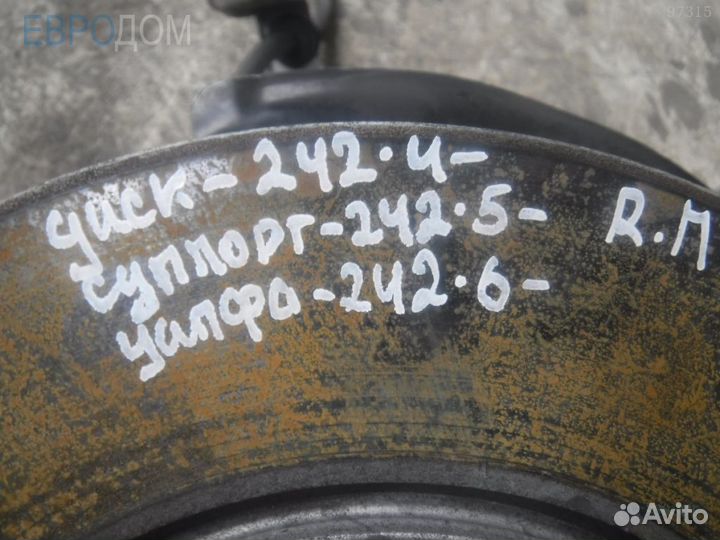 ЕВРОДОМ
97315
диск-242.4-
суппорт-242.5-
цапфа-242.6-
R.П
Avito